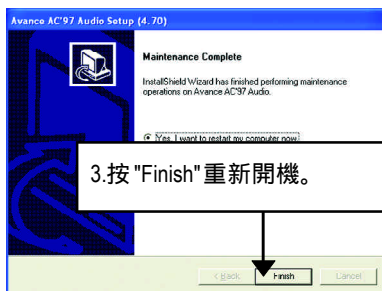 Avance AC'97 Audio Setup (4.70)
Maintenance Complete
InstallShield Wizard has finished performing maintenance
operations on Avance AC'97 Audio.
Yes, I want to restart my computer now.
3.按"Finish"重新開機。
< Back
Finish
Cancel